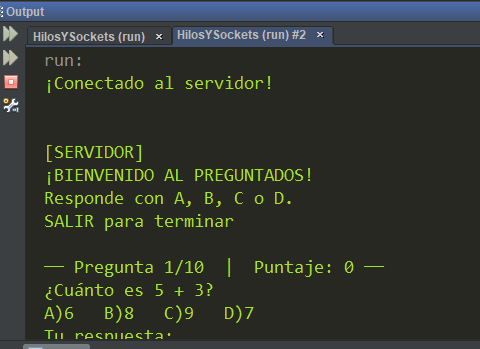 Output
HilosYSockets (run) × HilosYSockets (run) #2 ×
run:
¡Conectado al servidor!
[SERVIDOR]
¡BIENVENIDO AL PREGUNTADOS!
Responde con A, B, C o D.
SALIR para terminar
── Pregunta 1/10 | Puntaje: 0 ──
¿Cuánto es 5 + 3?
A)6 B)8 C)9 D)7
Tu respuesta: